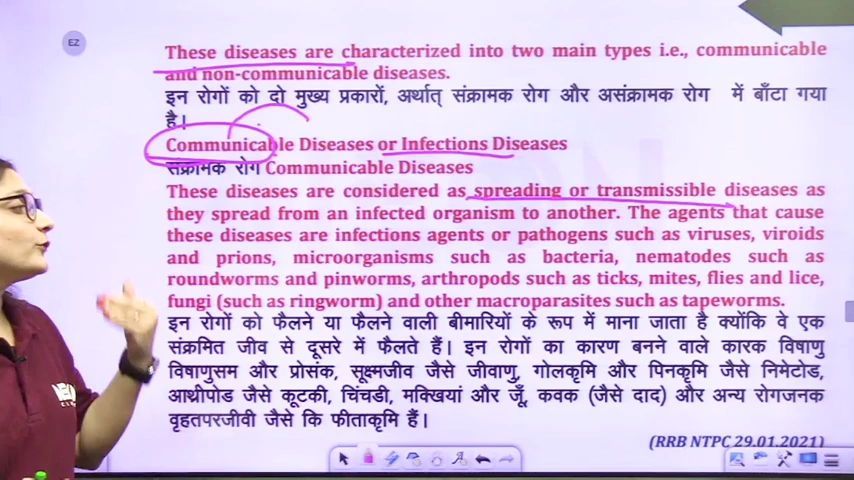 EZ
These diseases are characterized into two main types i.e., communicable
and non-communicable diseases.
इन रोगों को दो मुख्य प्रकारों, अर्थात् संक्रामक रोग और असंक्रामक रोग में बाँटा गया
है।
Communicable Diseases or Infections Diseases
संक्रामक रोग Communicable Diseases
These diseases are considered as spreading or transmissible diseases as
they spread from an infected organism to another. The agents that cause
these diseases are infections agents or pathogens such as viruses, viroids
and prions, microorganisms such as bacteria, nematodes such as
roundworms and pinworms, arthropods such as ticks, mites, flies and lice,
fungi (such as ringworm) and other macroparasites such as tapeworms.
इन रोगों को फैलने या फैलने वाली बीमारियों के रूप में माना जाता है क्योंकि वे एक
संक्रमित जीव से दूसरे में फैलते हैं। इन रोगों का कारण बनने वाले कारक विषाणु
विषाणुसम और प्रोसंक, सूक्ष्मजीव जैसे जीवाणु, गोलकृमि और पिनकृमि जैसे निमेटोड,
आथीपोड जैसे कूटकी, चिंचडी, मक्खियां और जूँ, कवक (जैसे दाद) और अन्य रोगजनक
वृहतपरजीवी जैसे कि फीताकृमि हैं।
(RRB NTPC 29.01.2021)